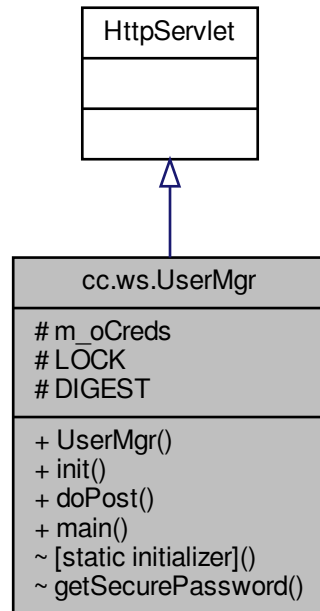 HttpServlet
cc.ws.UserMgr
# m_oCreds
# LOCK
# DIGEST
+ UserMgr()
+ init()
+ doPost()
+ main()
~ [static initializer]()
~ getSecurePassword()